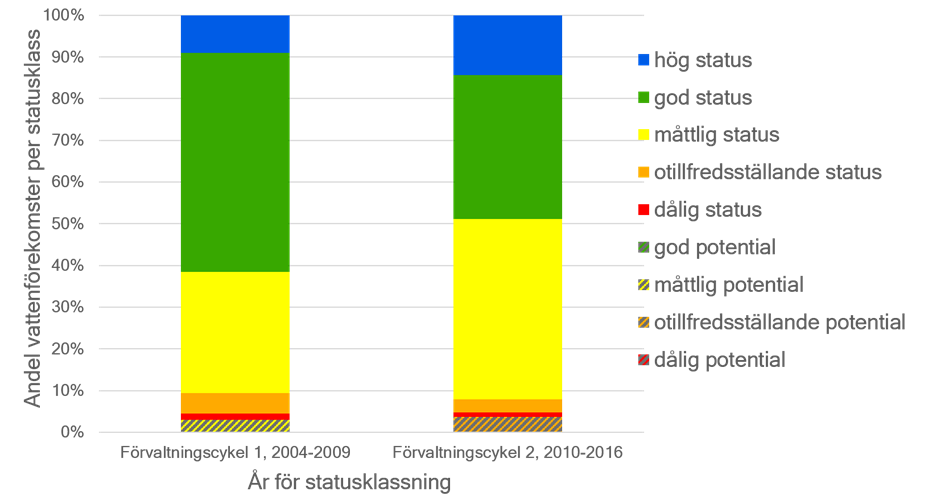 Andel vattenförekomster per statusklass
100%
90%
80%
70%
60%
50%
40%
30%
20%
10%
0%
Förvaltningscykel 1, 2004-2009
Förvaltningscykel 2, 2010-2016
År för statusklassning
hög status
god status
måttlig status
otillfredsställande status
dålig status
god potential
måttlig potential
otillfredsställande potential
dålig potential